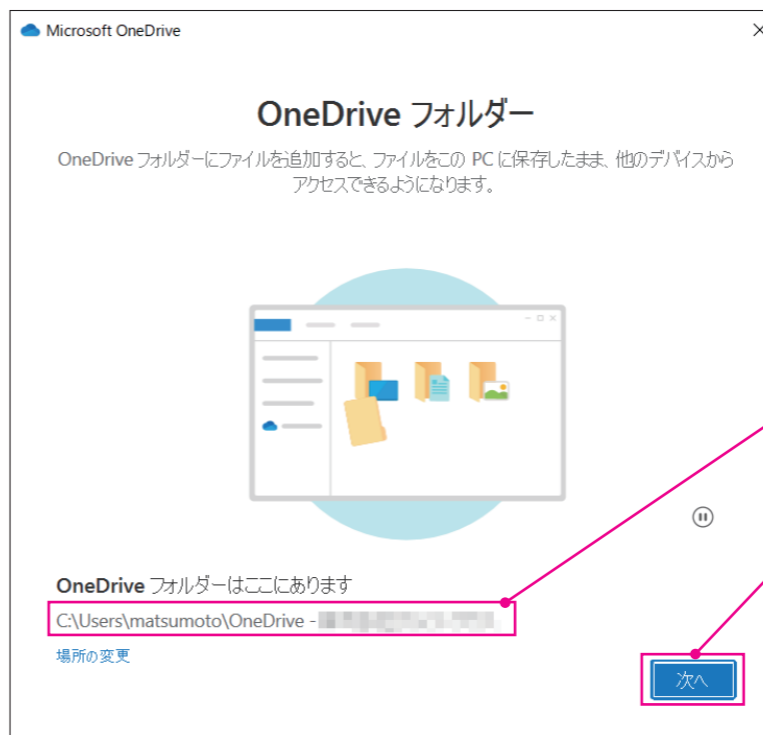 Microsoft OneDrive
OneDrive フォルダー
OneDrive フォルダーにファイルを追加すると、ファイルをこの PC に保存したまま、他のデバイスから
アクセスできるようになります。
OneDrive フォルダーはここにあります
C:\Users\matsumoto\OneDrive -
場所の変更
次へ